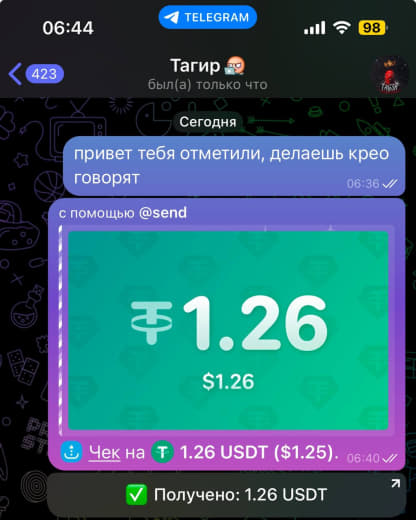 06:44
TELEGRAM
98
423
Тагир
был(а) только что
Сегодня
привет тебя отметили, делаешь крео
говорят
06:36
с помощью @send
1.26
$1.26
Чек на 1.26 USDT ($1.25).
06:40
Получено: 1.26 USDT